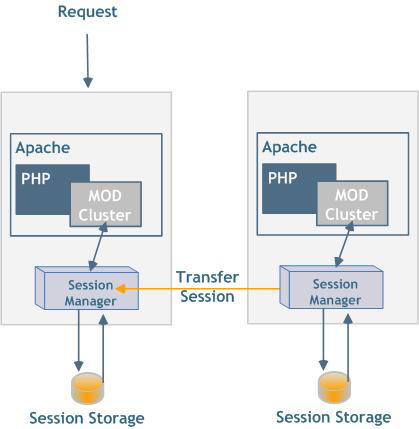 Request
Apache
PHP
MOD
Cluster
Session
Manager
Session Storage
Transfer
Session
Apache
PHP
MOD
Cluster
Session
Manager
Session Storage